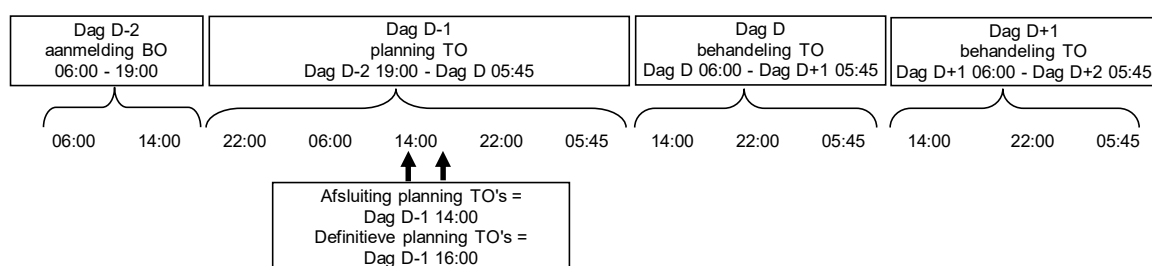 Dag D-2
aanmelding BO
06:00 - 19:00
Dag D-1
planning TO
Dag D-2 19:00 - Dag D 05:45
Dag D
behandeling TO
Dag D 06:00 - Dag D+1 05:45
Dag D+1
behandeling TO
Dag D+1 06:00 - Dag D+2 05:45
06:00 14:00 22:00 06:00 14:00 22:00 05:45 14:00 22:00 05:45 14:00 22:00 05:45
Afsluiting planning TO's =
Dag D-1 14:00
Definitieve planning TO's =
Dag D-1 16:00